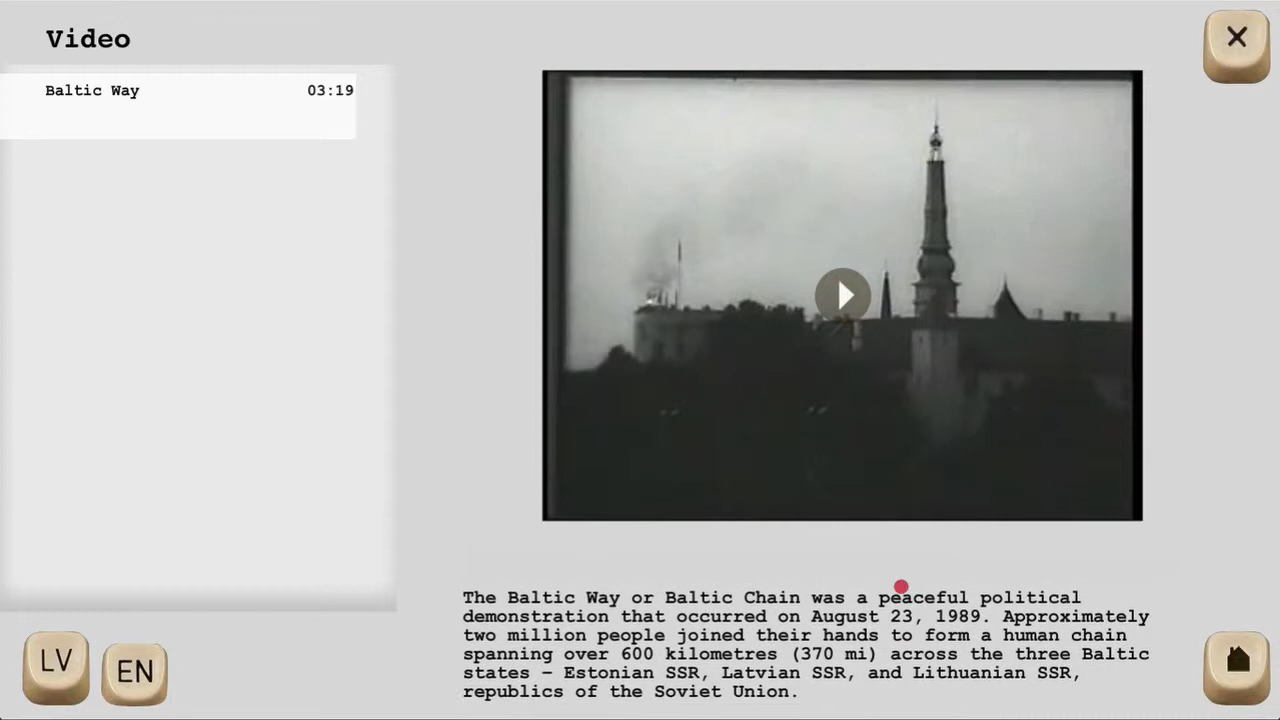 Video
Baltic Way 03:19
The Baltic Way or Baltic Chain was a peaceful political
demonstration that occurred on August 23, 1989. Approximately
two million people joined their hands to form a human chain
spanning over 600 kilometres (370 mi) across the three Baltic
states – Estonian SSR, Latvian SSR, and Lithuanian SSR,
republics of the Soviet Union.
LV EN